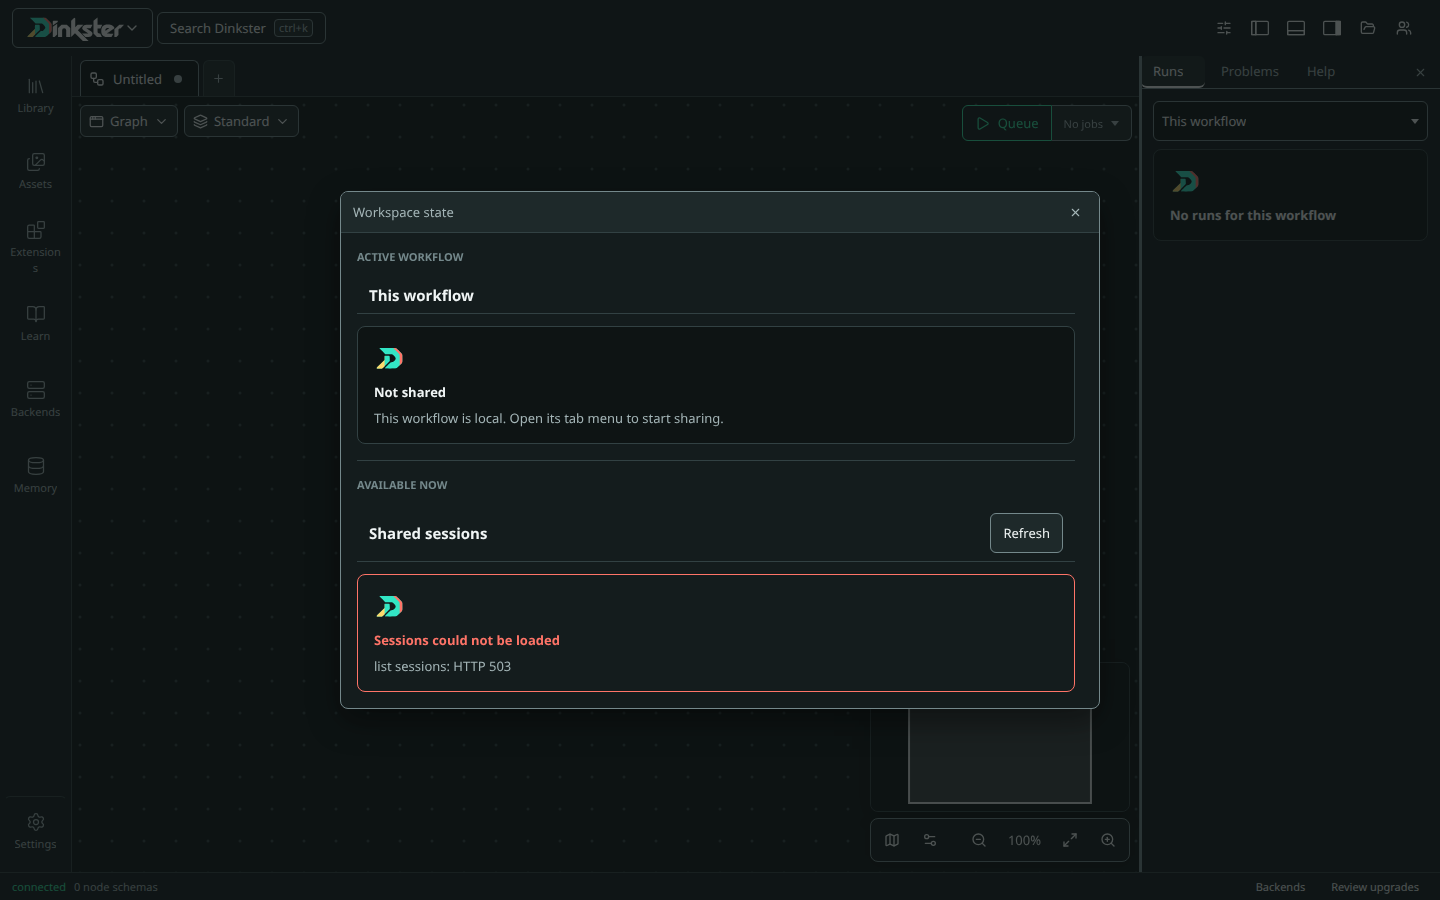 Dinkster
Search Dinkster ctrl+k
Library
Assets
Extension
s
Learn
Backends
Memory
Settings
Untitled
+
Graph
Standard
Queue
No jobs
Runs
Problems
Help
This workflow
No runs for this workflow
Workspace state
ACTIVE WORKFLOW
This workflow
Not shared
This workflow is local. Open its tab menu to start sharing.
AVAILABLE NOW
Shared sessions
Refresh
Sessions could not be loaded
list sessions: HTTP 503
100%
connected 0 node schemas
Backends
Review upgrades